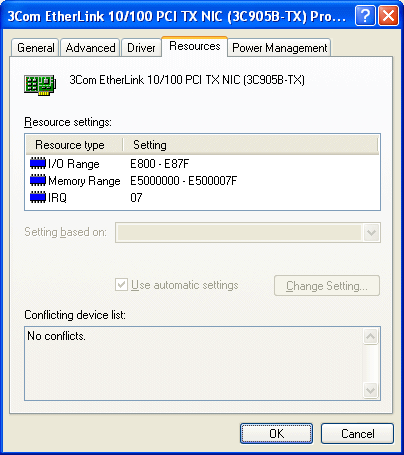 3Com EtherLink 10/100 PCI TX NIC (3C905B-TX) Pro... ?
General Advanced Driver Resources Power Management
3Com EtherLink 10/100 PCI TX NIC (3C905B-TX)
Resource settings:
Resource type Setting
I/O Range E800 - E87F
Memory Range E5000000 - E500007F
IRQ 07
Setting based on:
Use automatic settings Change Setting...
Conflicting device list:
No conflicts.
OK Cancel